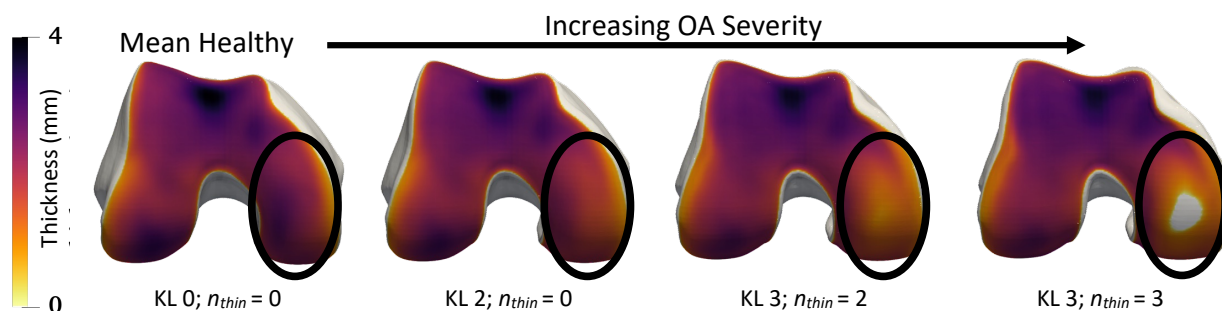 Increasing OA Severity
Mean Healthy
4
Thickness (mm)
0
KL 0; n_thin = 0
KL 2; n_thin = 0
KL 3; n_thin = 2
KL 3; n_thin = 3